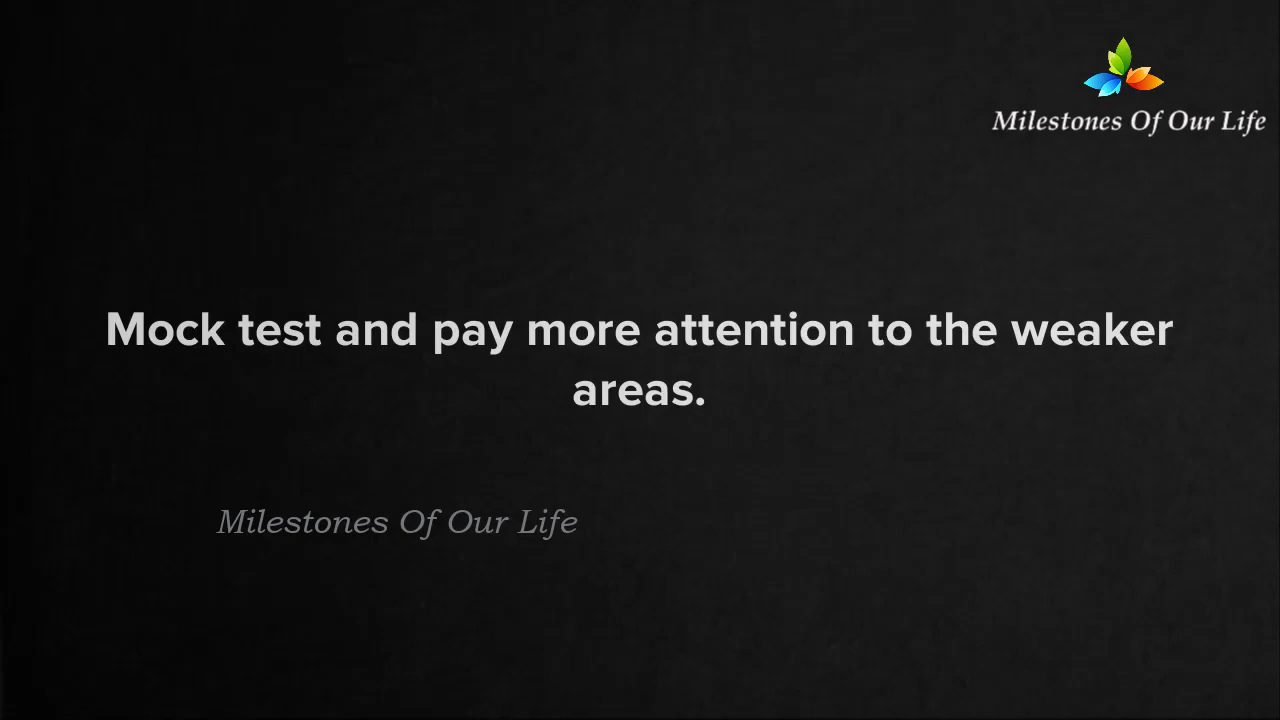 Milestones Of Our Life
Mock test and pay more attention to the weaker
areas.
Milestones Of Our Life